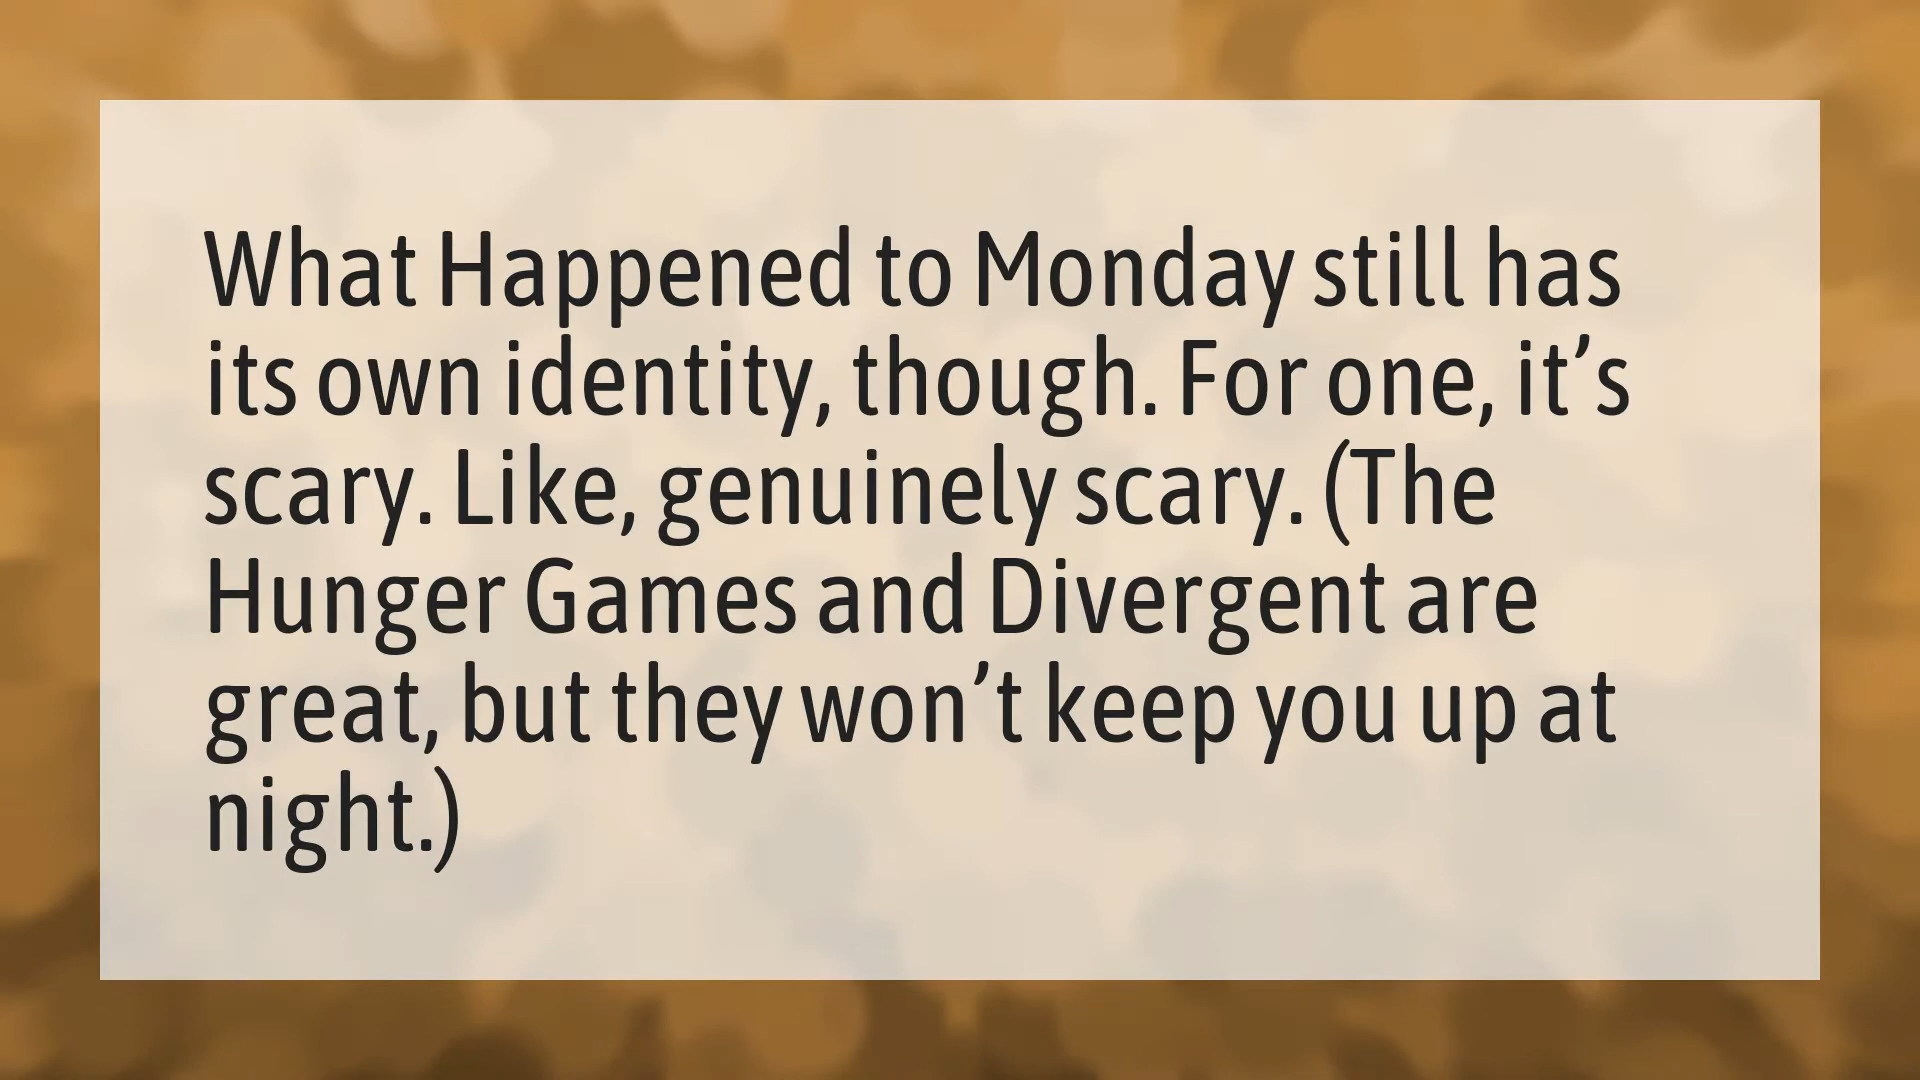 What Happened to Monday still has
its own identity, though. For one, it’s
scary. Like, genuinely scary. (The
Hunger Games and Divergent are
great, but they won’t keep you up at
night.)